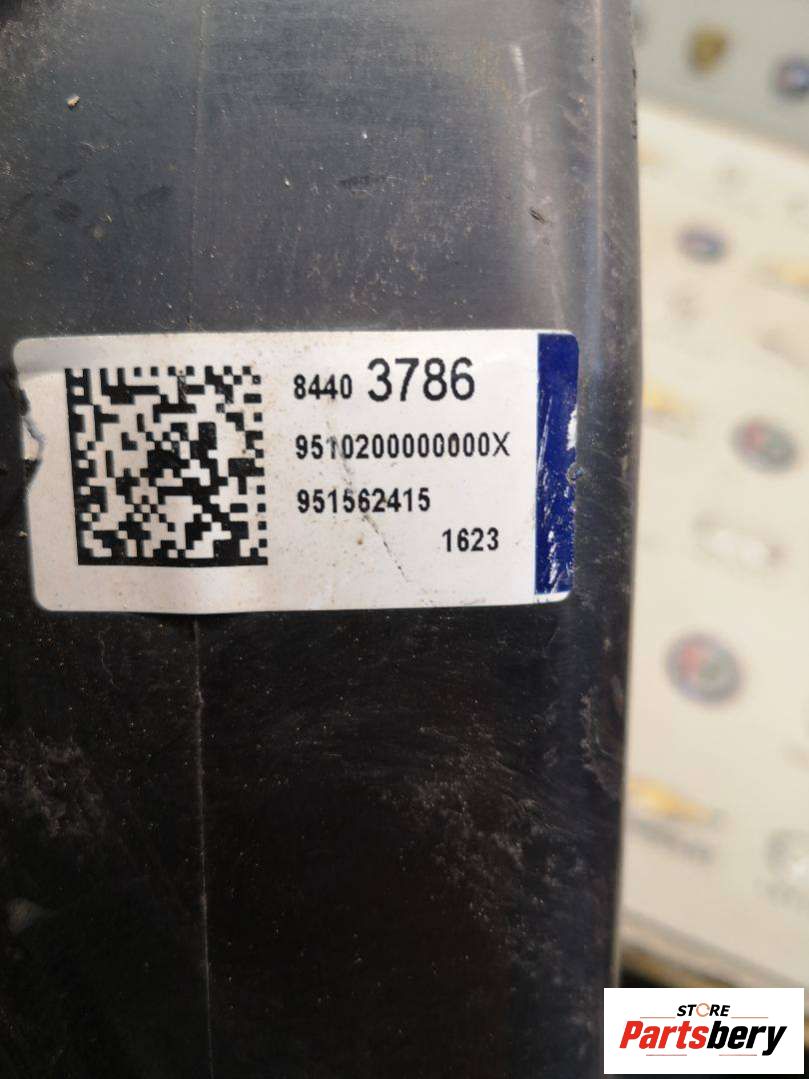 8440 3786
9510200000000X
951562415
1623
STORE
Partsbery